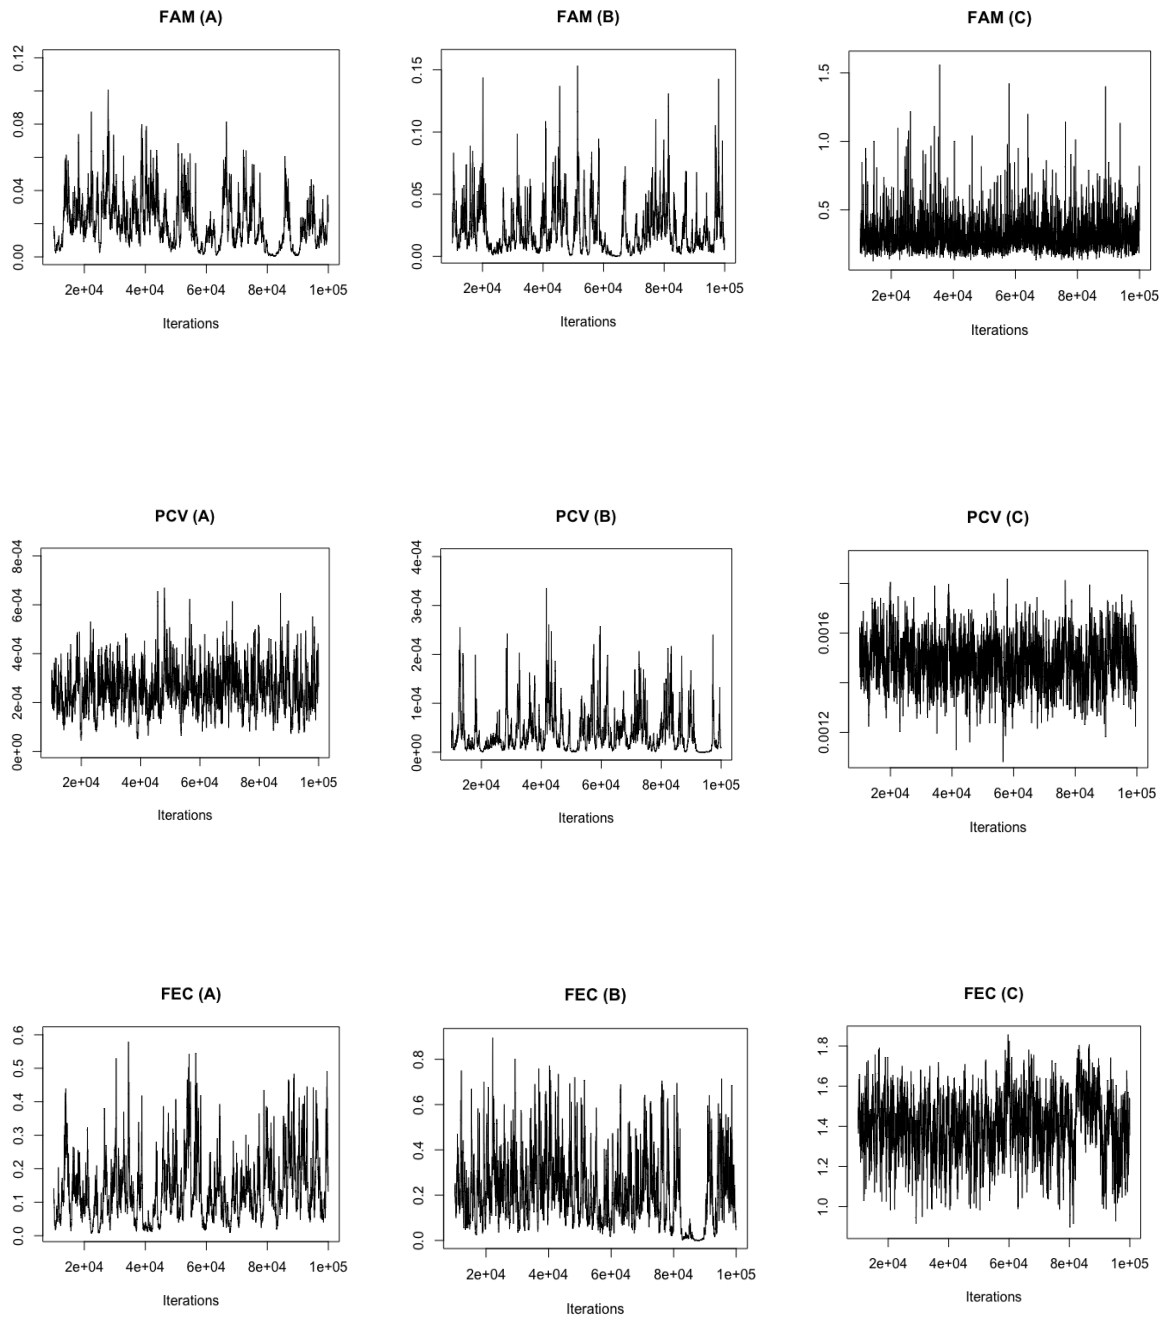 FAM (A)
0.00 0.04 0.08 0.12
2e+04 4e+04 6e+04 8e+04 1e+05
Iterations
FAM (B)
0.00 0.05 0.10 0.15
2e+04 4e+04 6e+04 8e+04 1e+05
Iterations
FAM (C)
0.5 1.0 1.5
2e+04 4e+04 6e+04 8e+04 1e+05
Iterations
PCV (A)
0e+00 2e-04 4e-04 6e-04 8e-04
2e+04 4e+04 6e+04 8e+04 1e+05
Iterations
PCV (B)
0e+00 1e-04 2e-04 3e-04 4e-04
2e+04 4e+04 6e+04 8e+04 1e+05
Iterations
PCV (C)
0.0012 0.0016
2e+04 4e+04 6e+04 8e+04 1e+05
Iterations
FEC (A)
0.0 0.1 0.2 0.3 0.4 0.5 0.6
2e+04 4e+04 6e+04 8e+04 1e+05
Iterations
FEC (B)
0.0 0.2 0.4 0.6 0.8
2e+04 4e+04 6e+04 8e+04 1e+05
Iterations
FEC (C)
1.0 1.2 1.4 1.6 1.8
2e+04 4e+04 6e+04 8e+04 1e+05
Iterations